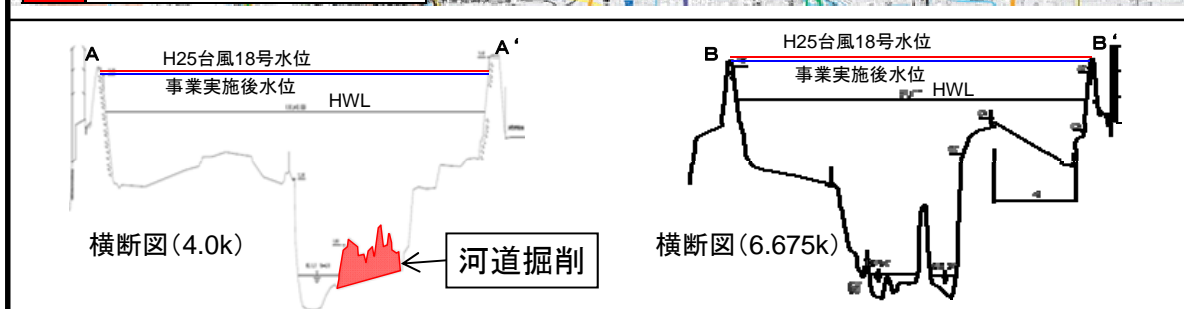 A
A'
H25台風18号水位
事業実施後水位
HWL
横断図(4.0k)
河道掘削
B
B'
H25台風18号水位
事業実施後水位
HWL
横断図(6.675k)
4